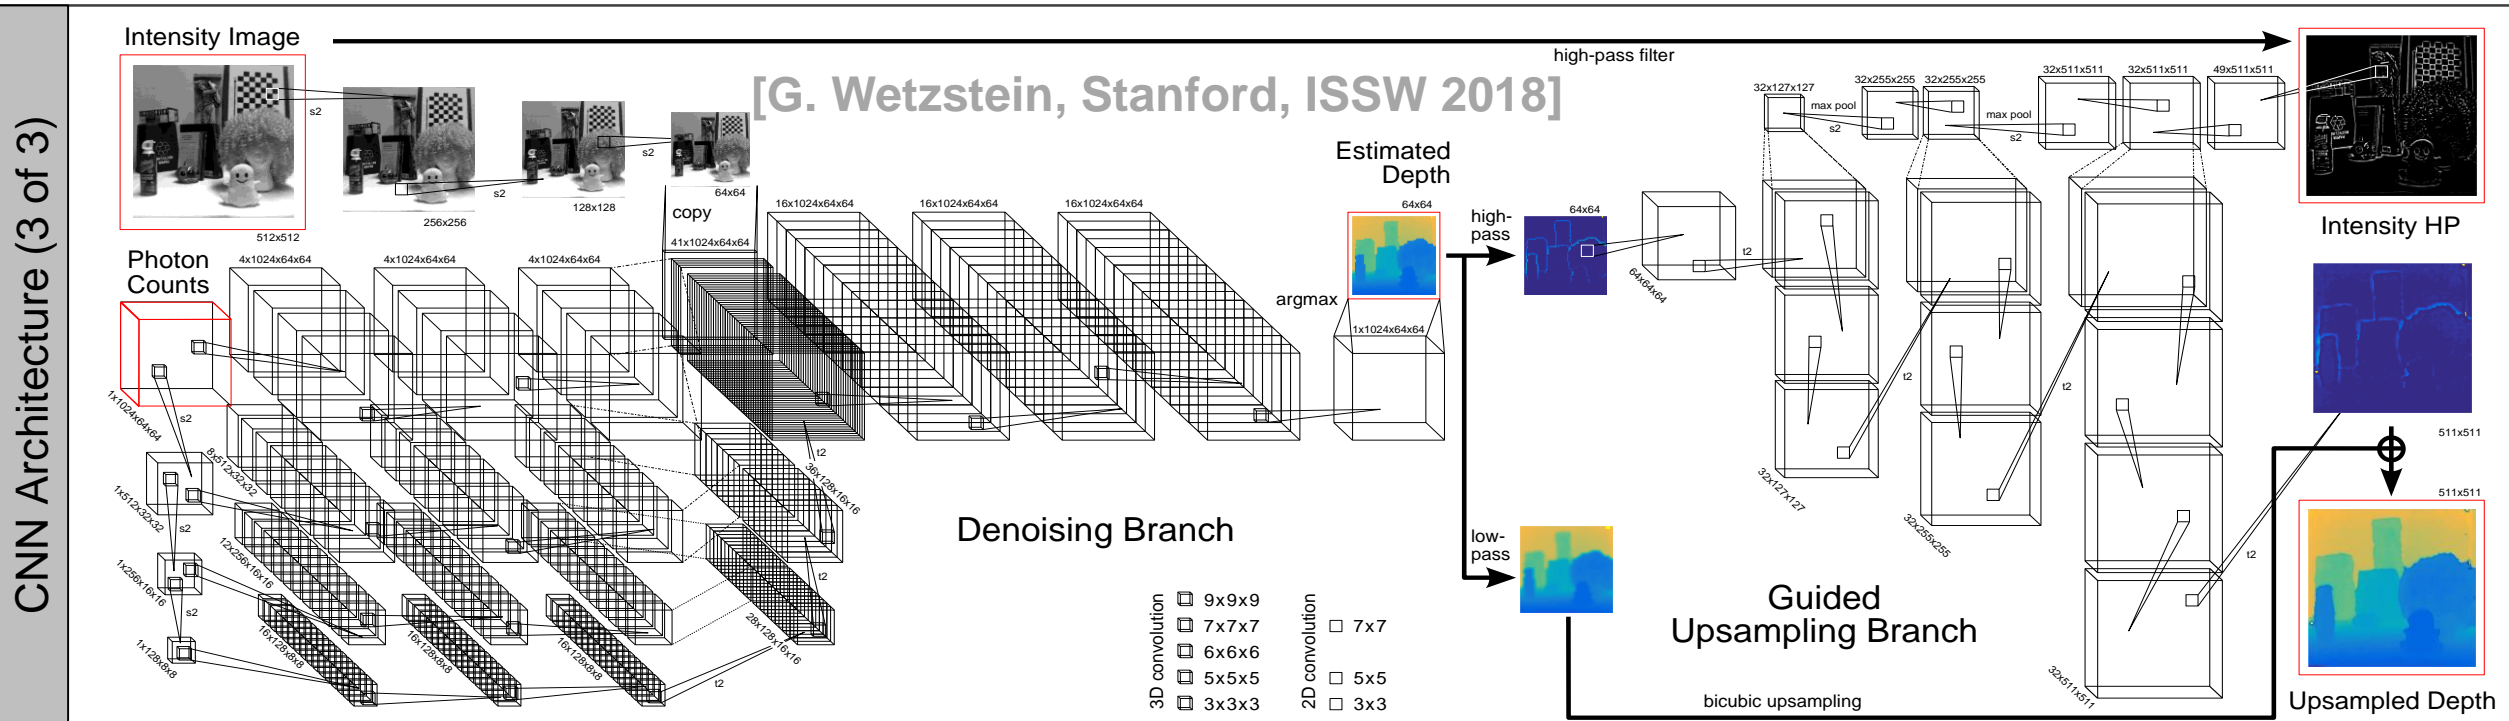 CNN Architecture (3 of 3)
Intensity Image
high-pass filter
[G. Wetzstein, Stanford, ISSW 2018]
s2
s2
s2
512x512
256x256
128x128
64x64
copy
Photon
Counts
4x1024x64x64
4x1024x64x64
4x1024x64x64
41x1024x64x64
16x1024x64x64
16x1024x64x64
16x1024x64x64
1x1024x64x64
s2
8x512x32x32
1x512x32x32
s2
12x256x16x16
1x256x16x16
s2
16x128x8x8
16x128x8x8
16x128x8x8
1x128x8x8
t2
36x128x16x16
t2
28x128x16x16
t2
Denoising Branch
3D convolution
9x9x9
7x7x7
6x6x6
5x5x5
3x3x3
2D convolution
7x7
5x5
3x3
Estimated
Depth
64x64
argmax
1x1024x64x64
high-
pass
64x64
low-
pass
64x64x64
t2
32x127x127
max pool
s2
32x255x255
32x255x255
max pool
s2
32x511x511
32x511x511
49x511x511
32x127x127
t2
32x255x255
t2
32x511x511
t2
Guided
Upsampling Branch
bicubic upsampling
Intensity HP
511x511
511x511
Upsampled Depth